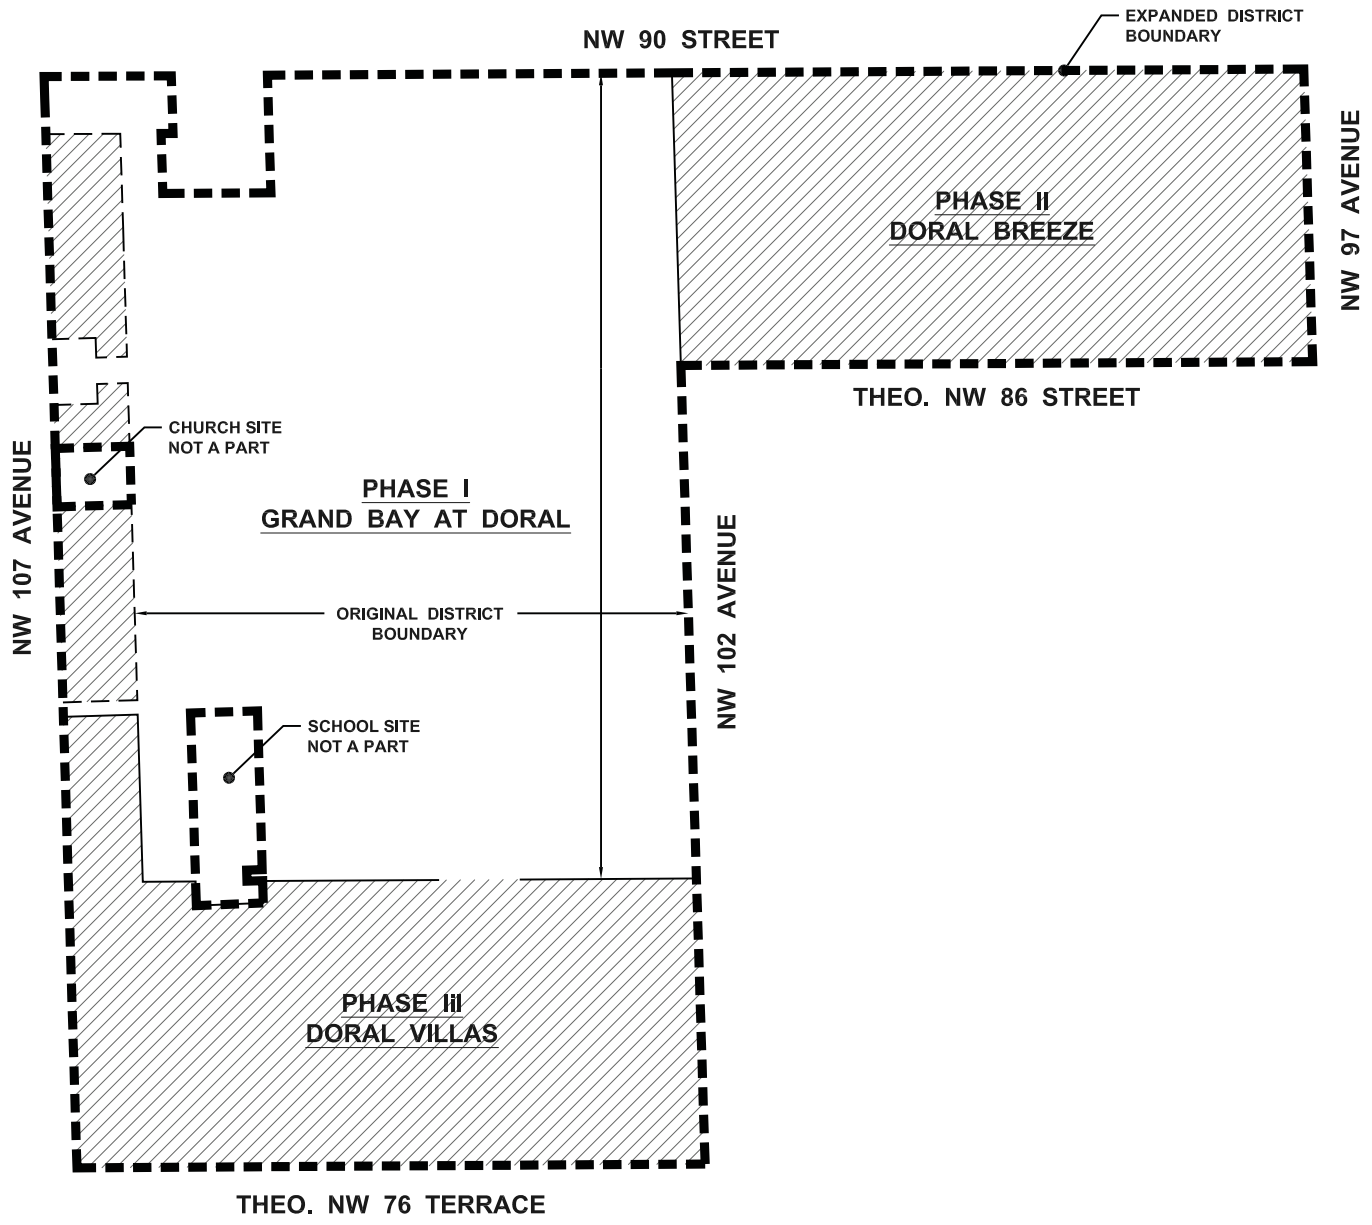 EXPANDED DISTRICT
BOUNDARY
NW 90 STREET
NW 97 AVENUE
PHASE II
DORAL BREEZE
THEO. NW 86 STREET
CHURCH SITE
NOT A PART
NW 107 AVENUE
PHASE I
GRAND BAY AT DORAL
NW 102 AVENUE
ORIGINAL DISTRICT
BOUNDARY
SCHOOL SITE
NOT A PART
PHASE III
DORAL VILLAS
THEO. NW 76 TERRACE